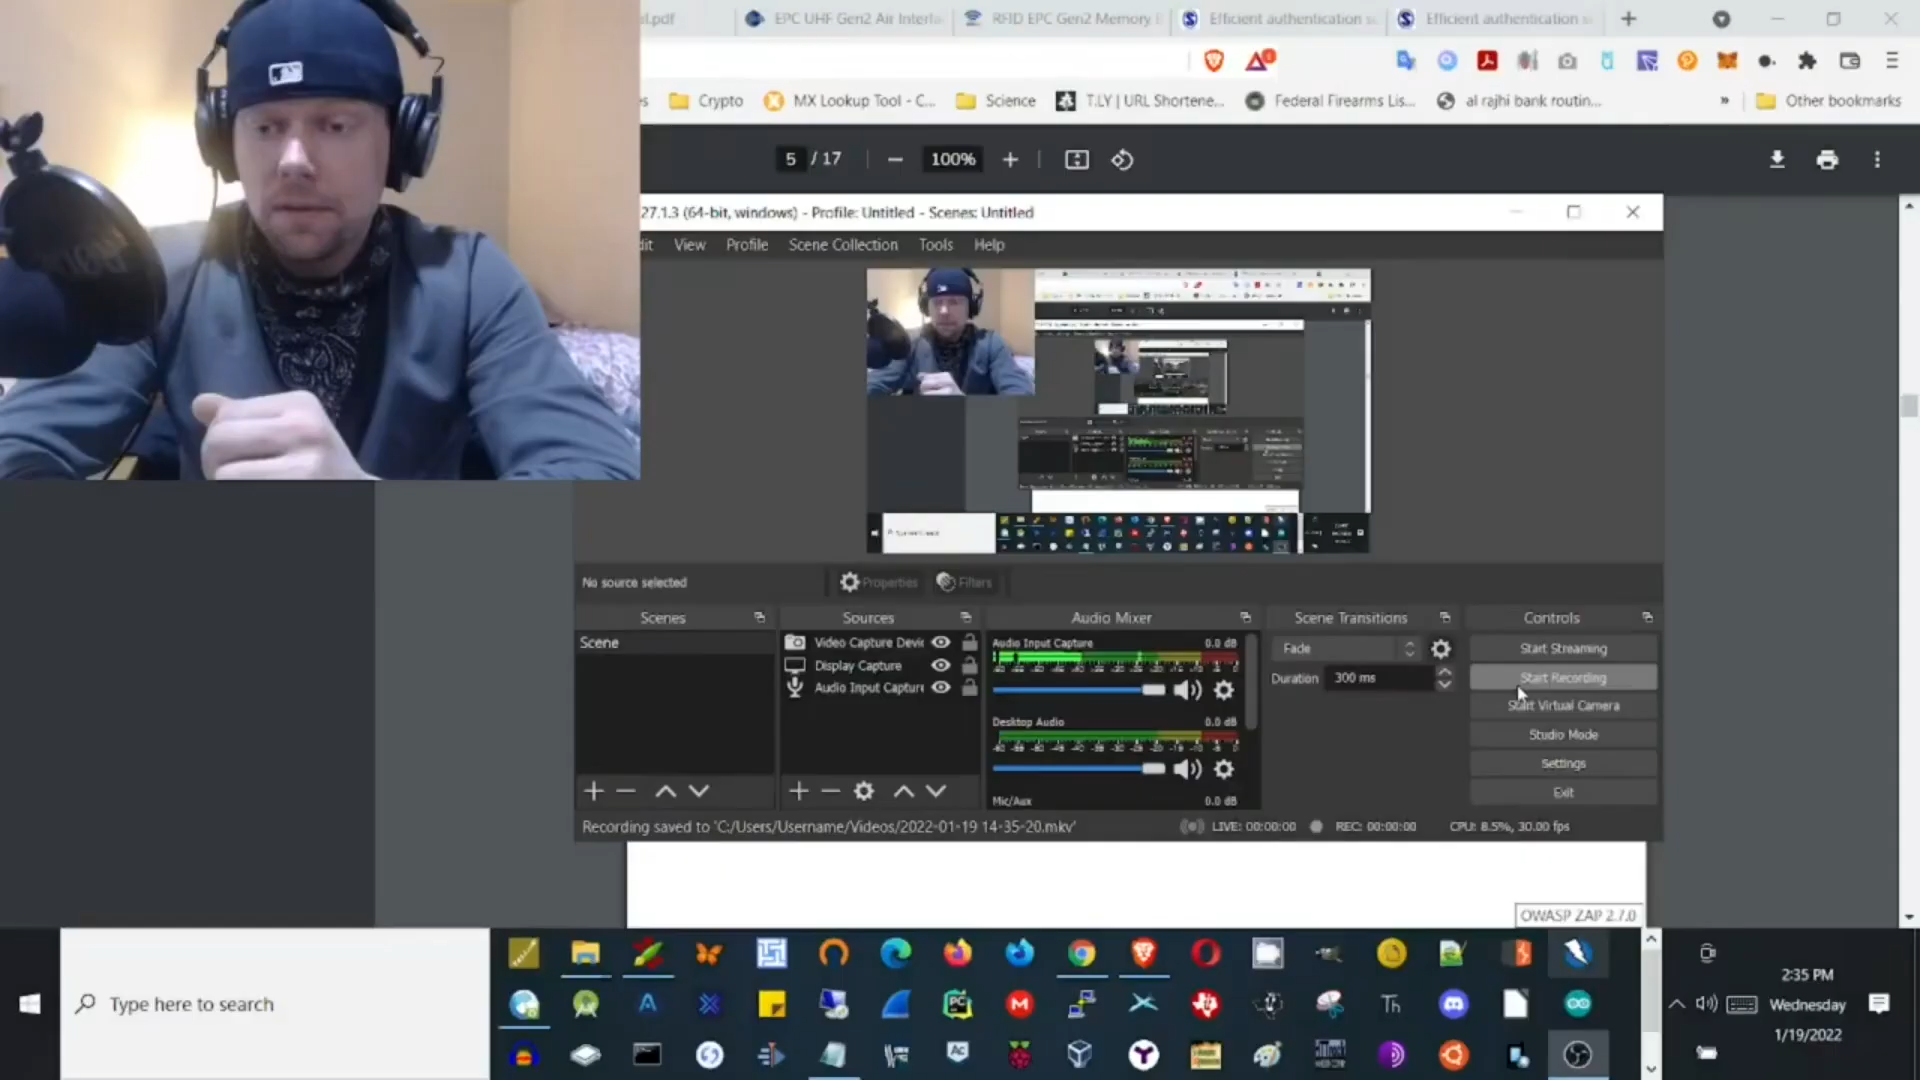 al.pdf
EPC UHF Gen2 Air Interfa
RFID EPC Gen2 Memory B
Efficient authentication s
Efficient authentication s
Crypto
MX Lookup Tool - C...
Science
T.LY | URL Shortene...
Federal Firearms Lis...
al rajhi bank routin...
»
Other bookmarks
5 / 17
100%
27.1.3 (64-bit, windows) - Profile: Untitled - Scenes: Untitled
dit View Profile Scene Collection Tools Help
No source selected
Properties
Filters
Scenes
Sources
Audio Mixer
Scene Transitions
Controls
Scene
Video Capture Devic
Display Capture
Audio Input Capture
Audio Input Capture 0.0 dB
Desktop Audio 0.0 dB
Mic/Aux 0.0 dB
Fade
Duration 300 ms
Start Streaming
Start Recording
Start Virtual Camera
Studio Mode
Settings
Exit
Recording saved to 'C:/Users/Username/Videos/2022-01-19 14-35-20.mkv'
LIVE: 00:00:00
REC: 00:00:00
CPU: 8.5%, 30.00 fps
OWASP ZAP 2.7.0
Type here to search
PC
Th
Ac
2:35 PM
Wednesday
1/19/2022